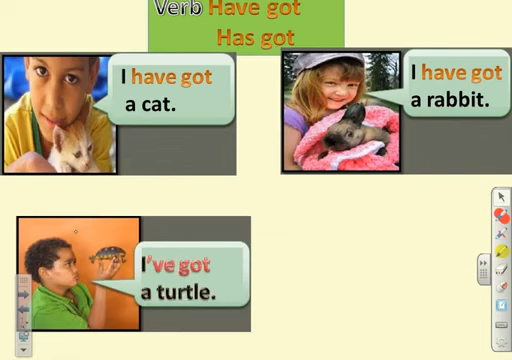 Verb Have got
Has got
I have got
a cat.
I have got
a rabbit.
I've got
a turtle.